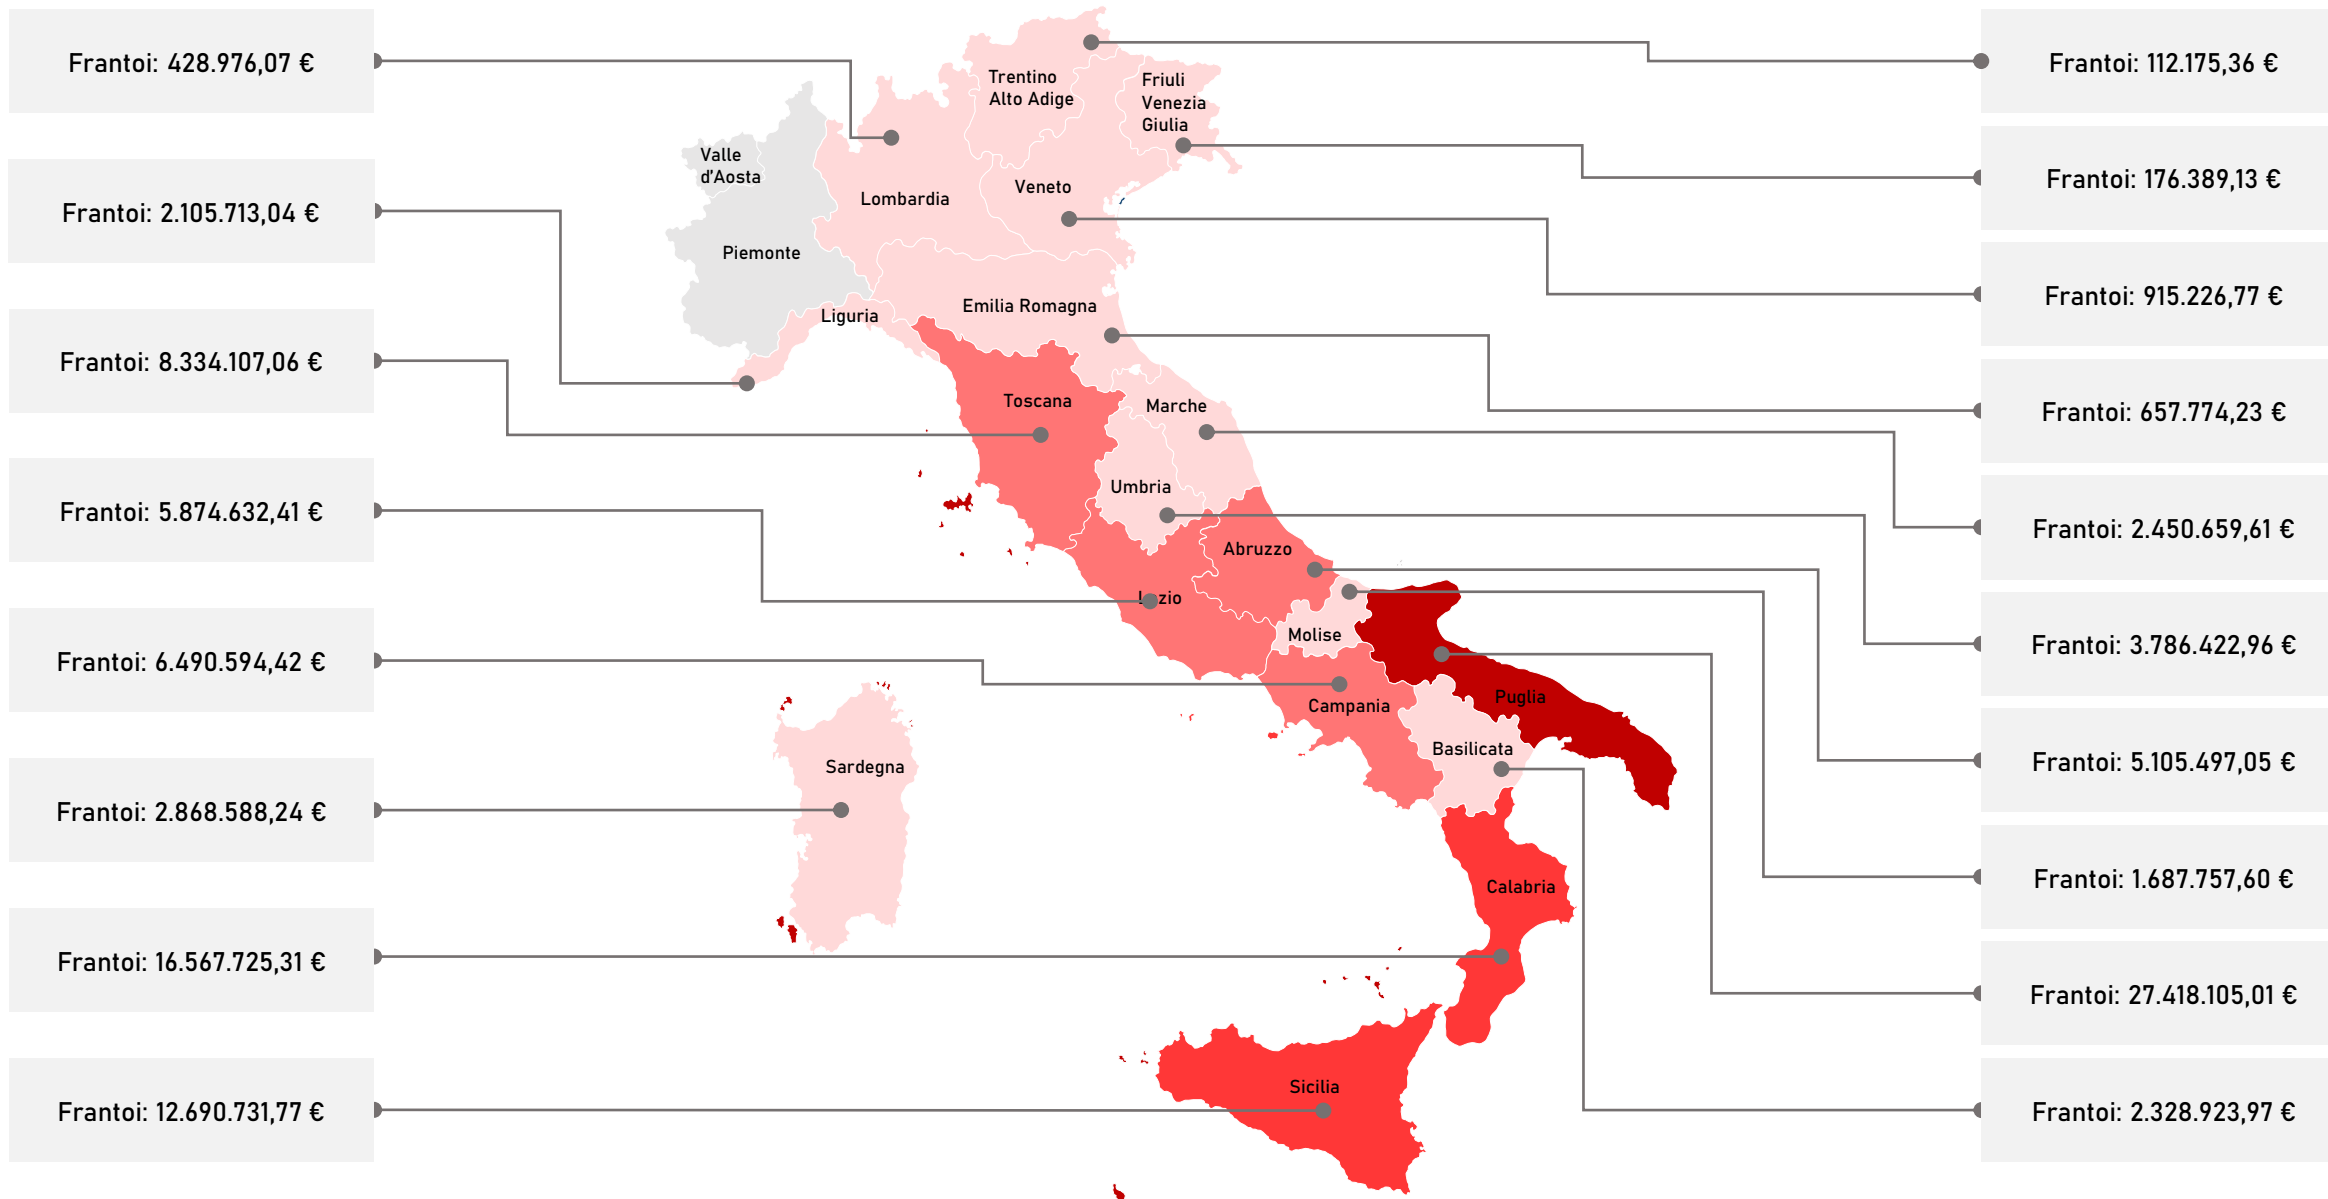 Frantoi: 428.976,07 €
Frantoi: 2.105.713,04 €
Frantoi: 8.334.107,06 €
Frantoi: 5.874.632,41 €
Frantoi: 6.490.594,42 €
Frantoi: 2.868.588,24 €
Frantoi: 16.567.725,31 €
Frantoi: 12.690.731,77 €
Trentino
Alto Adige
Friuli
Venezia
Giulia
Valle
d'Aosta
Veneto
Lombardia
Piemonte
Emilia Romagna
Liguria
Toscana
Marche
Umbria
Abruzzo
Lazio
Molise
Puglia
Campania
Basilicata
Sardegna
Calabria
Sicilia
Frantoi: 112.175,36 €
Frantoi: 176.389,13 €
Frantoi: 915.226,77 €
Frantoi: 657.774,23 €
Frantoi: 2.450.659,61 €
Frantoi: 3.786.422,96 €
Frantoi: 5.105.497,05 €
Frantoi: 1.687.757,60 €
Frantoi: 27.418.105,01 €
Frantoi: 2.328.923,97 €